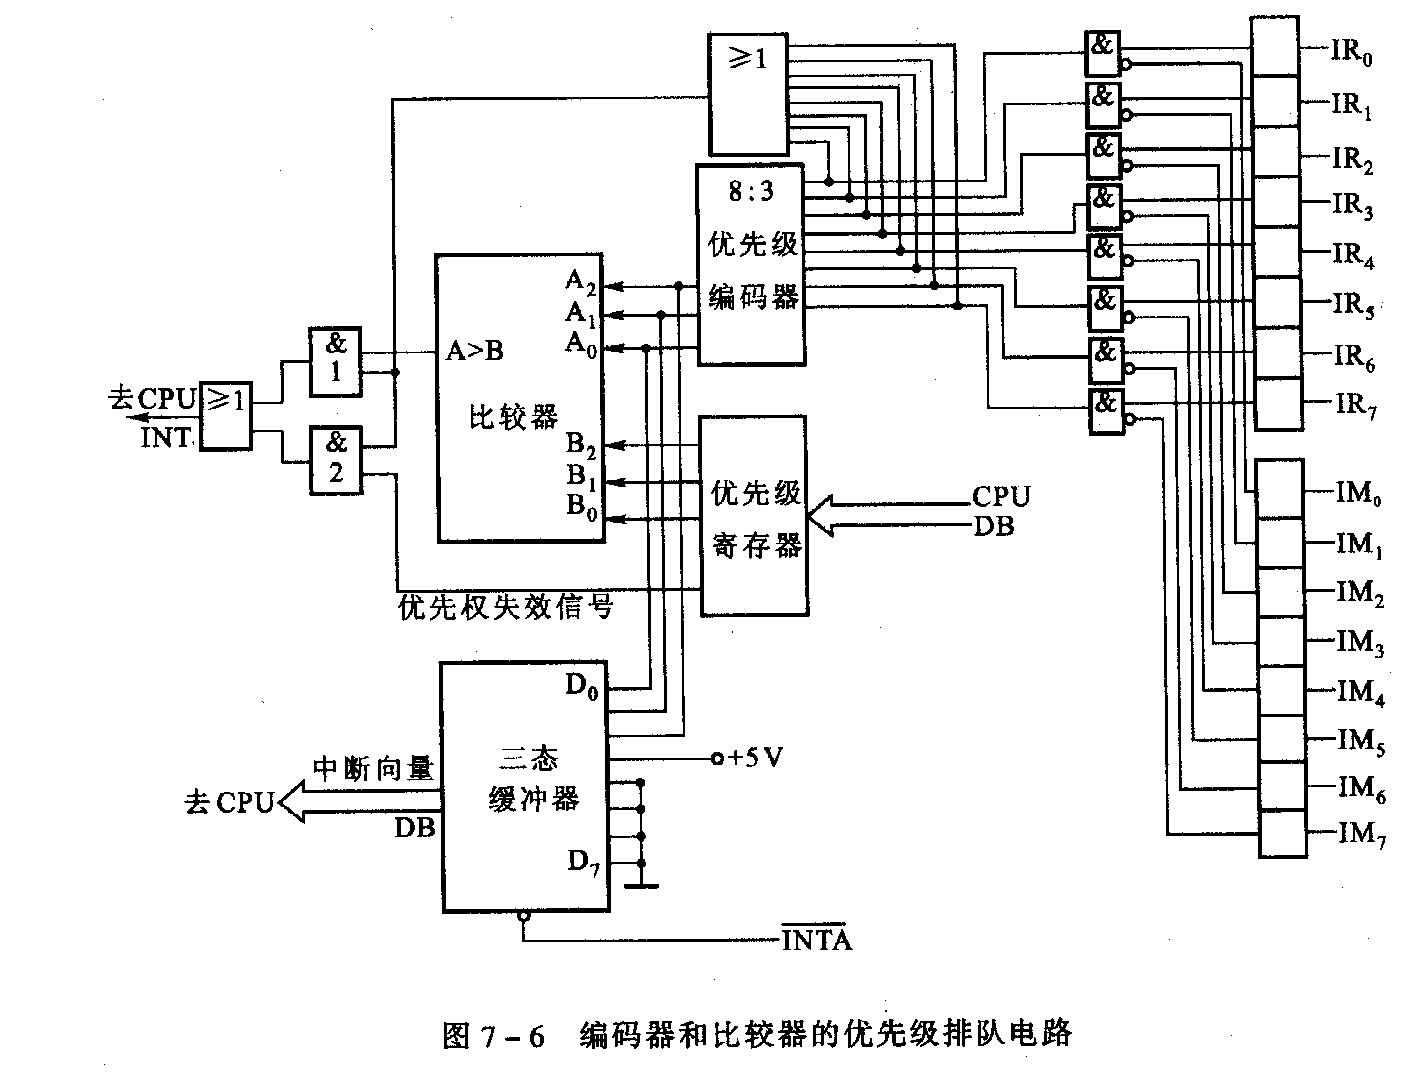 ≥1
8:3
优先级
编码器
& IR₀
& IR₁
& IR₂
& IR₃
& IR₄
& IR₅
& IR₆
& IR₇
A₂
A₁
A₀
A>B
比较器
B₂
B₁
B₀
&
1
&
2
≥1
去CPU
INT
优先级
寄存器
CPU
DB
优先权失效信号
IM₀
IM₁
IM₂
IM₃
IM₄
IM₅
IM₆
IM₇
D₀
三态
缓冲器
D₇
+5V
中断向量
去CPU
DB
I̅N̅T̅A̅
图 7-6 编码器和比较器的优先级排队电路